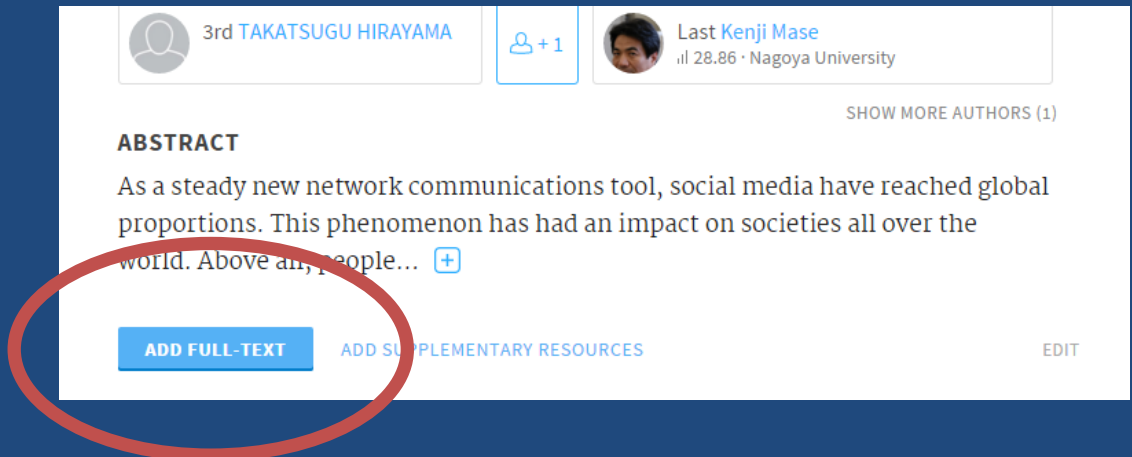 3rd TAKATSUGU HIRAYAMA
+ 1
Last Kenji Mase
28.86 · Nagoya University
SHOW MORE AUTHORS (1)
ABSTRACT
As a steady new network communications tool, social media have reached global
proportions. This phenomenon has had an impact on societies all over the
world. Above all, people...
ADD FULL-TEXT
ADD SUPPLEMENTARY RESOURCES
EDIT